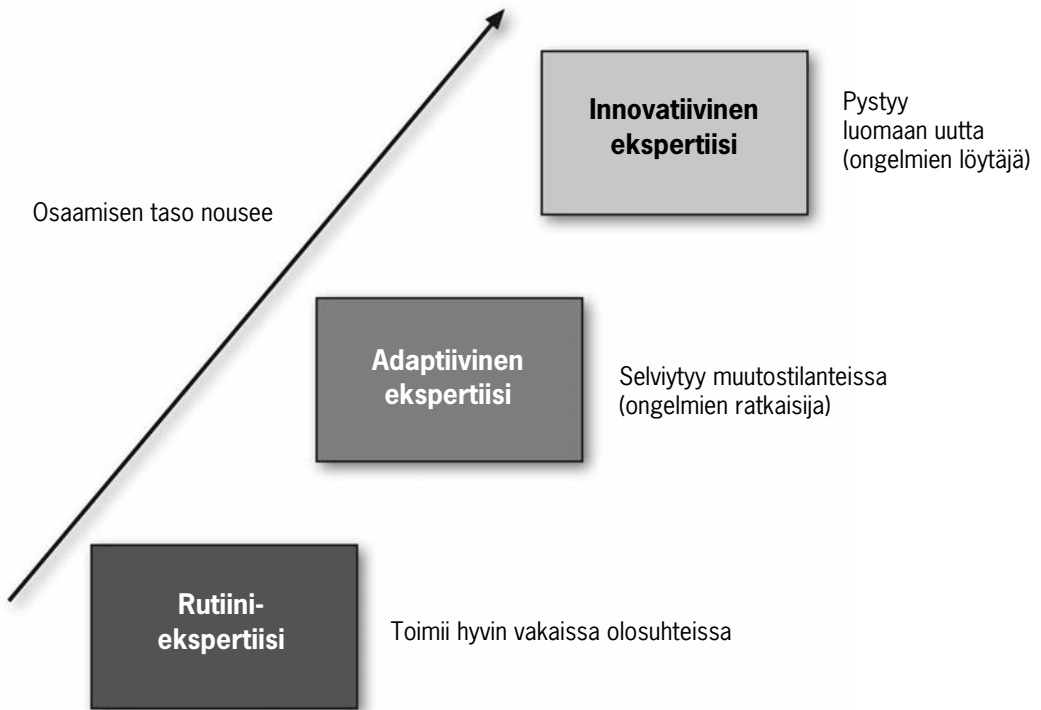 Innovatiivinen
ekspertiisi
Pystyy
luomaan uutta
(ongelmien löytäjä)
Osaamisen taso nousee
Adaptiivinen
ekspertiisi
Selviytyy muutostilanteissa
(ongelmien ratkaisija)
Rutiini-
ekspertiisi
Toimii hyvin vakaissa olosuhteissa